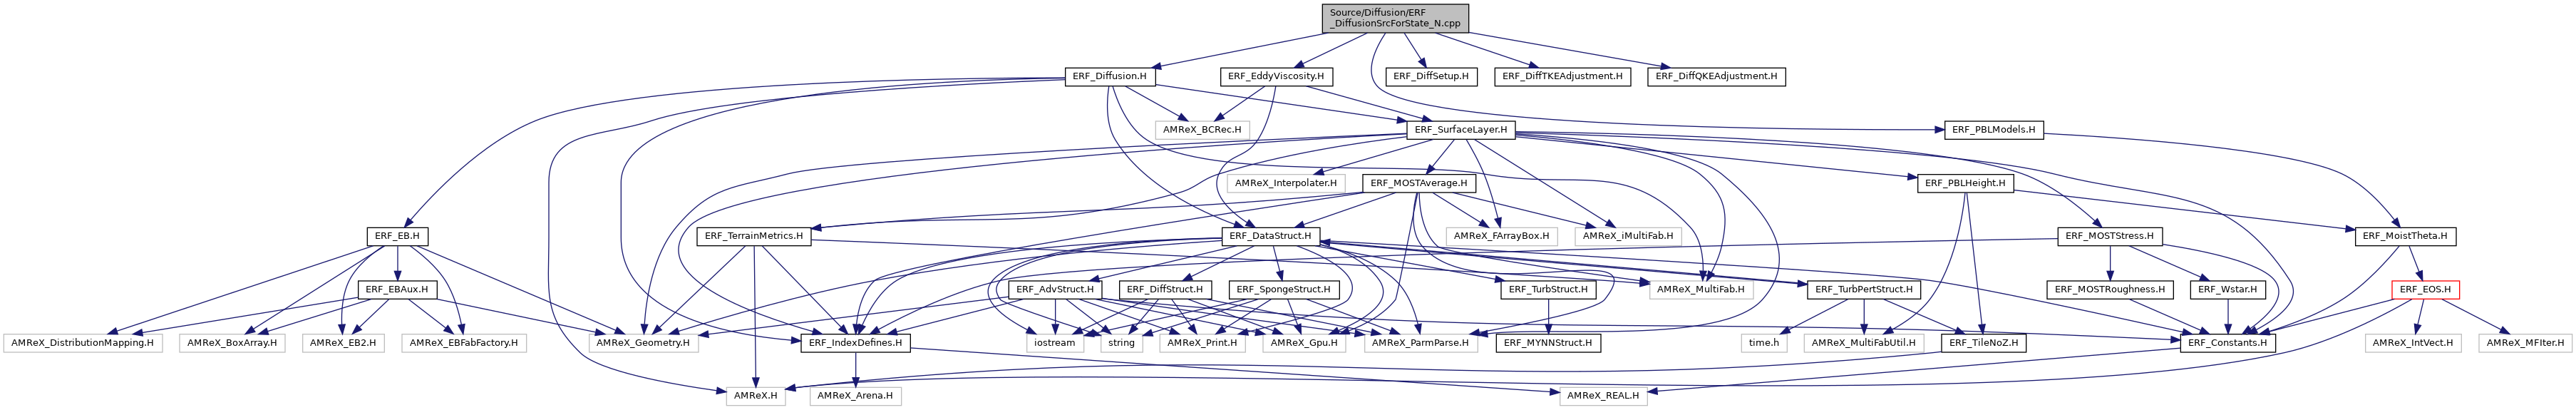 Source/Diffusion/ERF
_DiffusionSrcForState_N.cpp
ERF_Diffusion.H
ERF_EddyViscosity.H
ERF_DiffSetup.H
ERF_DiffTKEAdjustment.H
ERF_DiffQKEAdjustment.H
AMReX_BCRec.H
ERF_SurfaceLayer.H
ERF_PBLModels.H
AMReX_Interpolater.H
ERF_MOSTAverage.H
ERF_PBLHeight.H
ERF_EB.H
ERF_TerrainMetrics.H
ERF_DataStruct.H
AMReX_FArrayBox.H
AMReX_iMultiFab.H
ERF_MOSTStress.H
ERF_MoistTheta.H
ERF_EBAux.H
ERF_AdvStruct.H
ERF_DiffStruct.H
ERF_SpongeStruct.H
ERF_TurbStruct.H
AMReX_MultiFab.H
ERF_TurbPertStruct.H
ERF_MOSTRoughness.H
ERF_Wstar.H
ERF_EOS.H
AMReX_DistributionMapping.H
AMReX_BoxArray.H
AMReX_EB2.H
AMReX_EBFabFactory.H
AMReX_Geometry.H
ERF_IndexDefines.H
iostream
string
AMReX_Print.H
AMReX_Gpu.H
AMReX_ParmParse.H
ERF_MYNNStruct.H
time.h
AMReX_MultiFabUtil.H
ERF_TileNoZ.H
ERF_Constants.H
AMReX_IntVect.H
AMReX_MFIter.H
AMReX.H
AMReX_Arena.H
AMReX_REAL.H